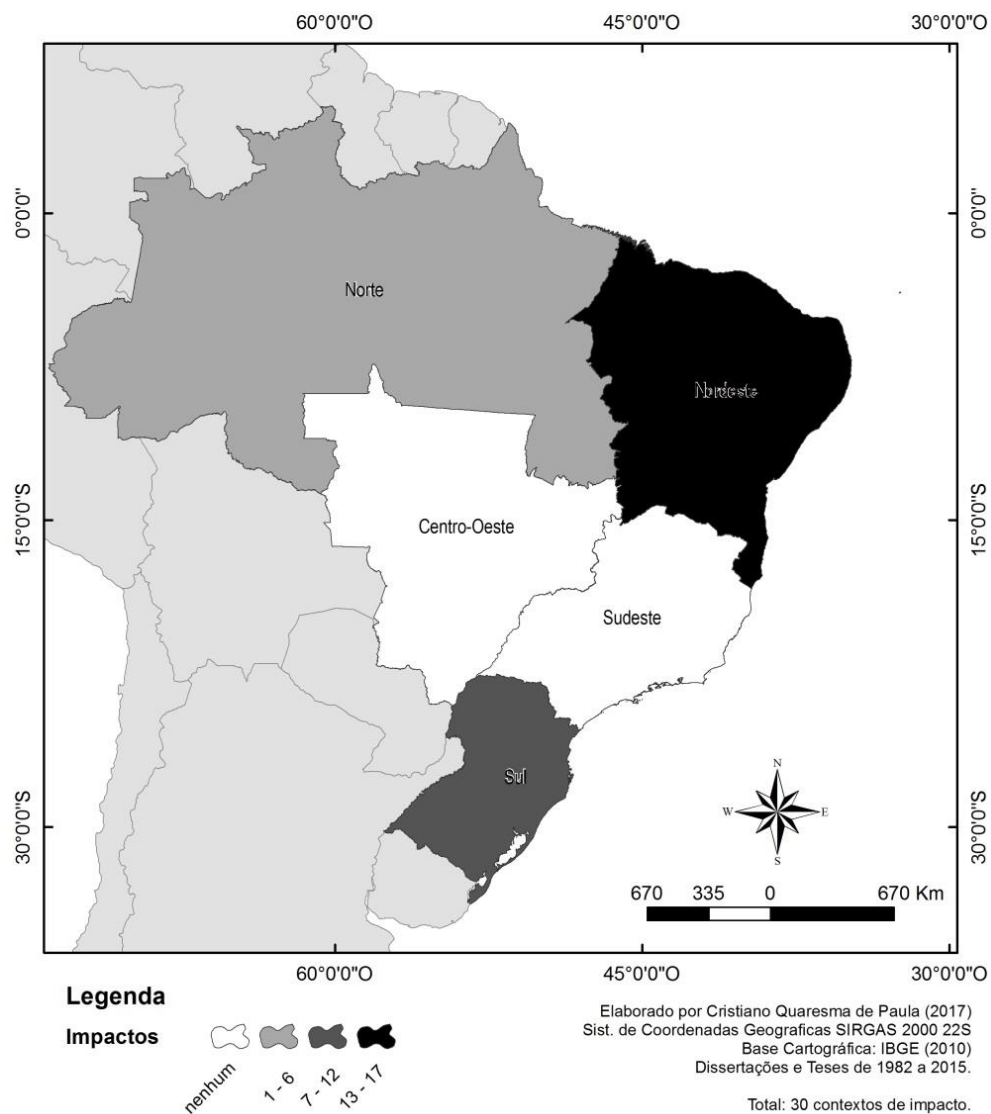 60°0'0"O 45°0'0"O 30°0'0"O
0°0'0" 0°0'0"
Norte
Nordeste
15°0'0"S 15°0'0"S
Centro-Oeste
Sudeste
Sul
N
W E
S
30°0'0"S 30°0'0"S
670 335 0 670 Km
60°0'0"O 45°0'0"O 30°0'0"O
Legenda
Impactos
nenhum 1 - 6 7 - 12 13 - 17
Elaborado por Cristiano Quaresma de Paula (2017)
Sist. de Coordenadas Geograficas SIRGAS 2000 22S
Base Cartográfica: IBGE (2010)
Dissertações e Teses de 1982 a 2015.
Total: 30 contextos de impacto.